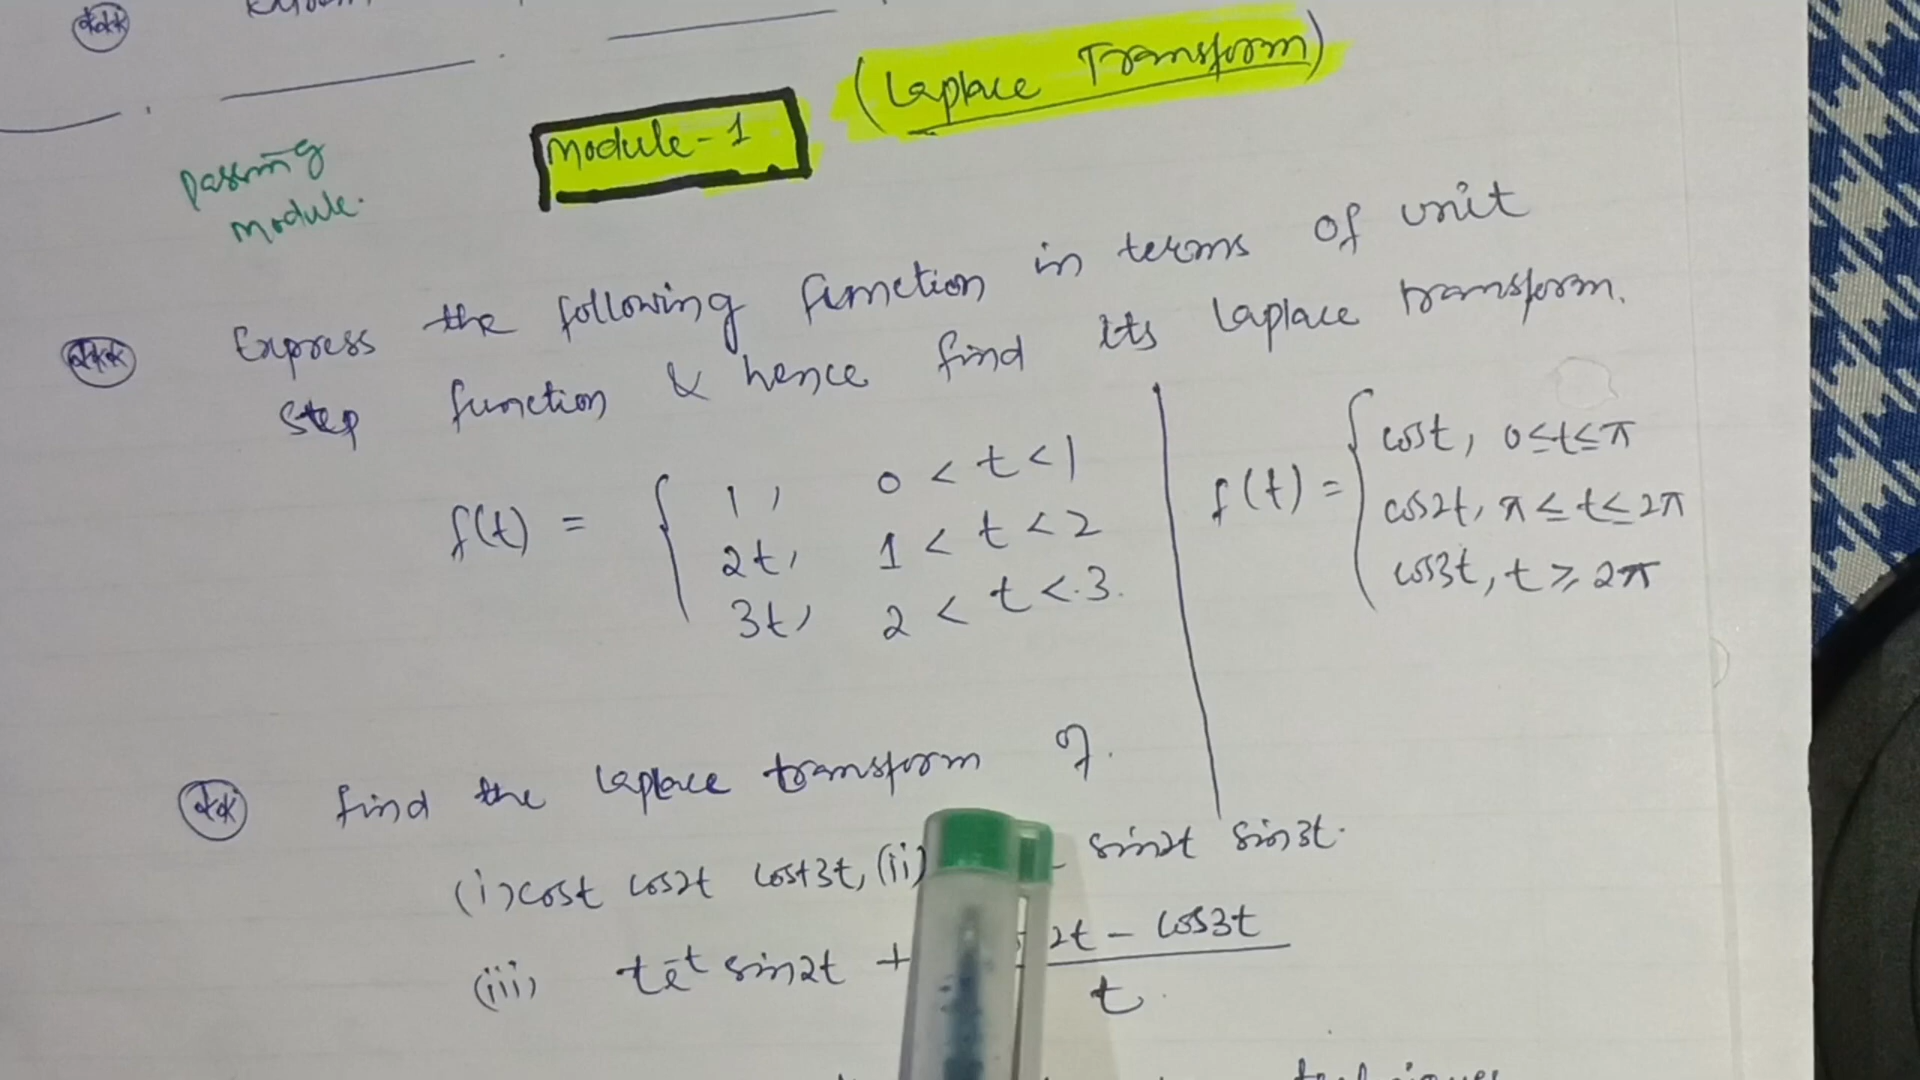 ***
(Laplace Transform)
Module-1
passing
module.
*** Express the following function in terms of unit
step function & hence find its Laplace transform.
f(t) = { 1, 0 < t < 1
2t, 1 < t < 2
3t, 2 < t < 3.
f(t) = { cost, 0≤t≤π
cos2t, π≤t≤2π
cos3t, t≥2π
** find the Laplace transform of.
(i) cost cos2t cost3t, (ii) sin2t sin3t.
(iii) te^-t sin2t + 2t - cos3t / t.
techniques